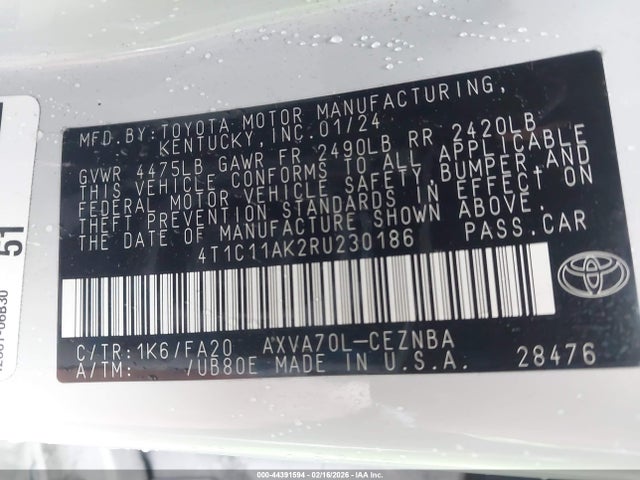 MFD.BY:TOYOTA MOTOR MANUFACTURING,
KENTUCKY,INC.01/24
GVWR 4475LB GAWR FR 2490LB RR 2420LB
THIS VEHICLE CONFORMS TO ALL APPLICABLE
FEDERAL MOTOR VEHICLE SAFETY,BUMPER,AND
THEFT PREVENTION STANDARDS IN EFFECT ON
THE DATE OF MANUFACTURE SHOWN ABOVE.
4T1C11AK2RU230186 PASS.CAR
C/TR:1K6/FA20 AXVA70L-CEZNBA
A/TM: /UB80E MADE IN U.S.A. 28476
TOYOTA
51
000-44391594 - 02/16/2026 - IAA Inc.